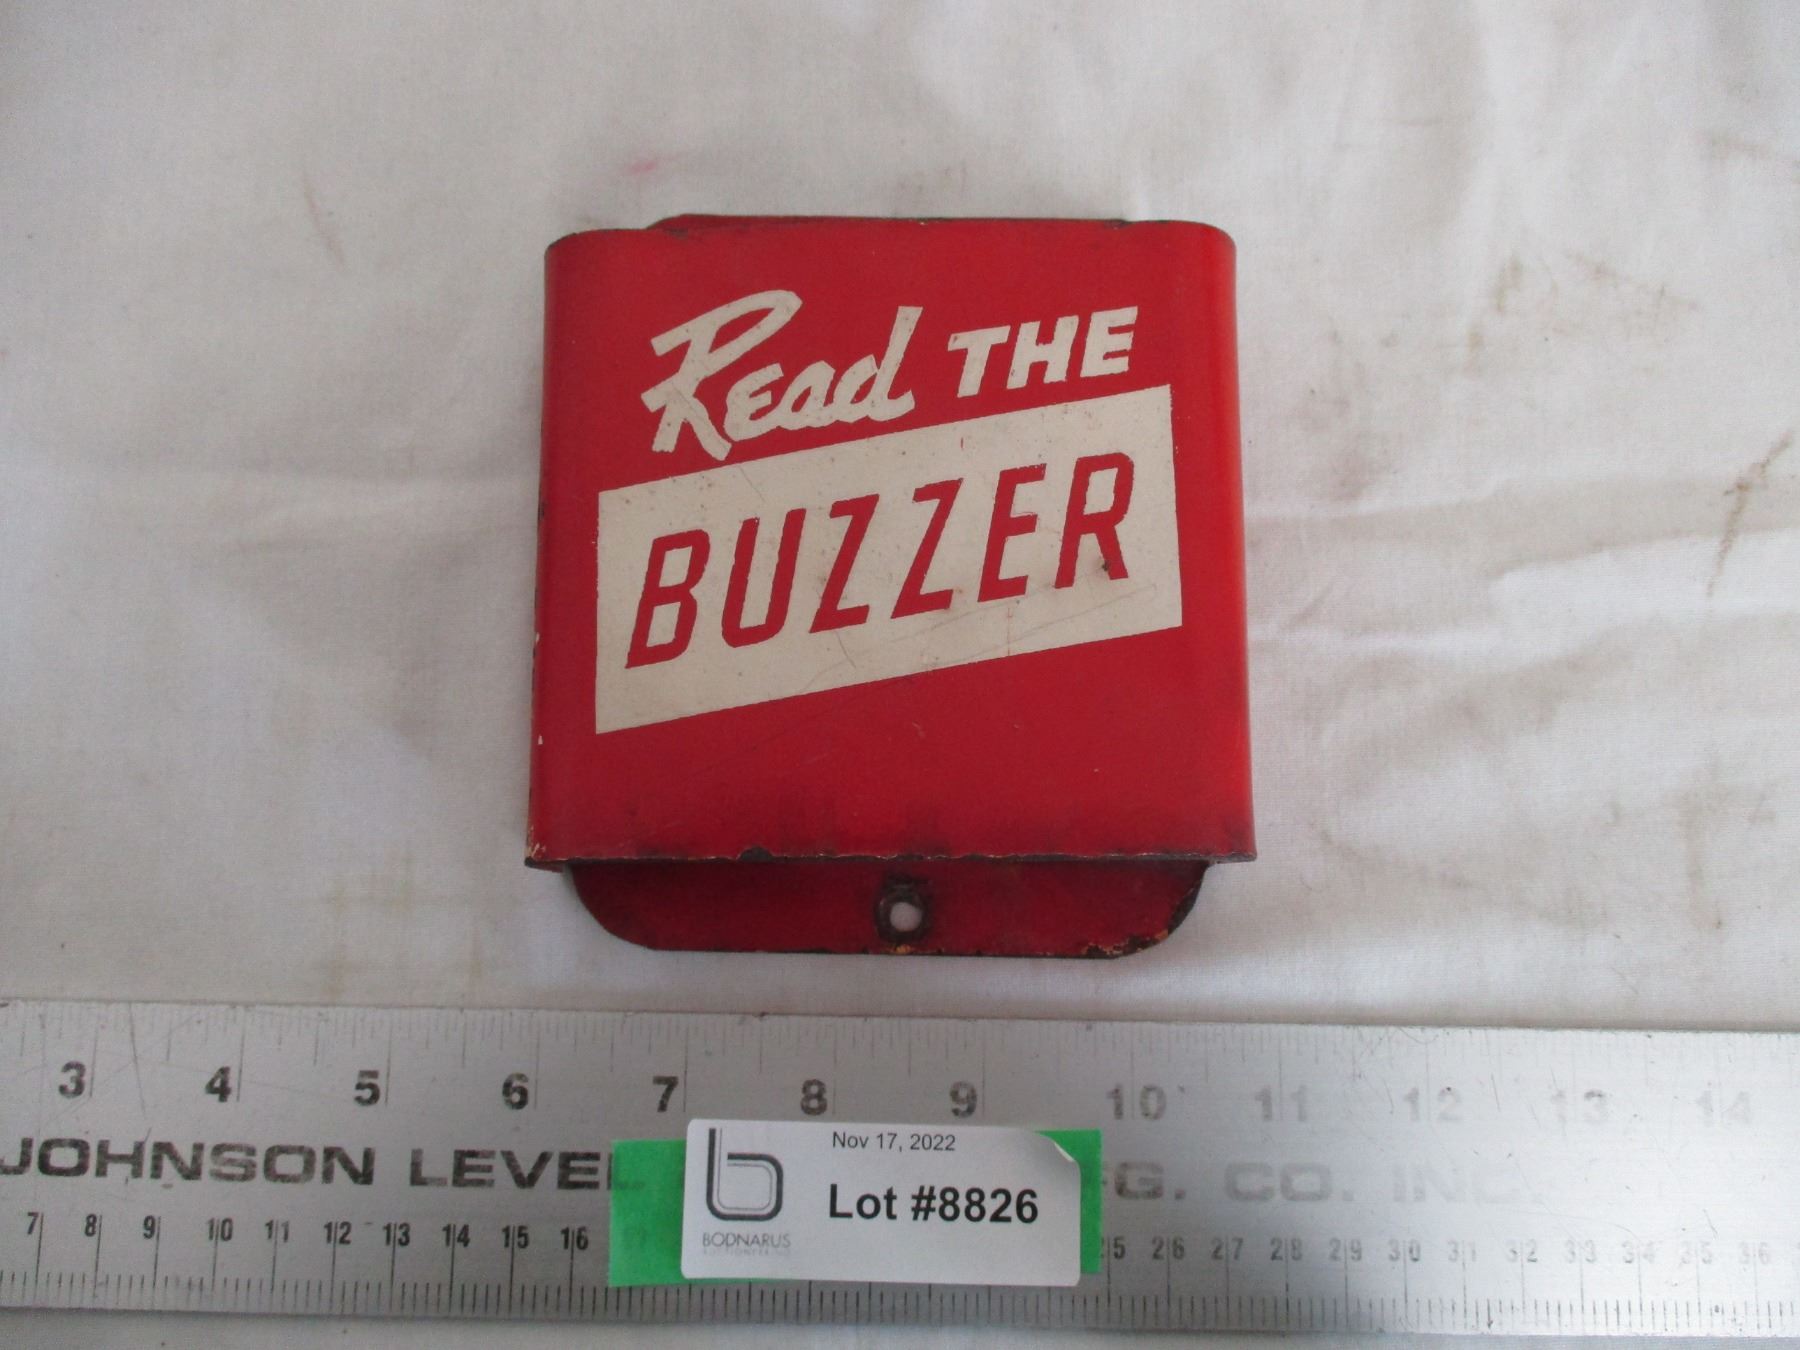 Read THE
BUZZER
3 4 5 6 7 8 9 10 11 12 13 14
JOHNSON LEVEL
FG. CO. INC.
7 8 9 10 11 12 13 14 15 16
25 26 27 28 29 30 31 32 33 34 35 36
Nov 17, 2022
Lot #8826
BODNARUS
AUCTIONEERING